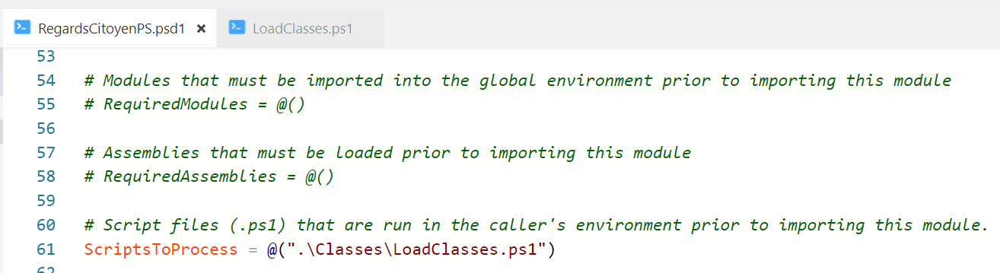 RegardsCitoyenPS.psd1 × LoadClasses.ps1
53
54 # Modules that must be imported into the global environment prior to importing this module
55 # RequiredModules = @()
56
57 # Assemblies that must be loaded prior to importing this module
58 # RequiredAssemblies = @()
59
60 # Script files (.ps1) that are run in the caller's environment prior to importing this module.
61 ScriptsToProcess = @(".\Classes\LoadClasses.ps1")
62